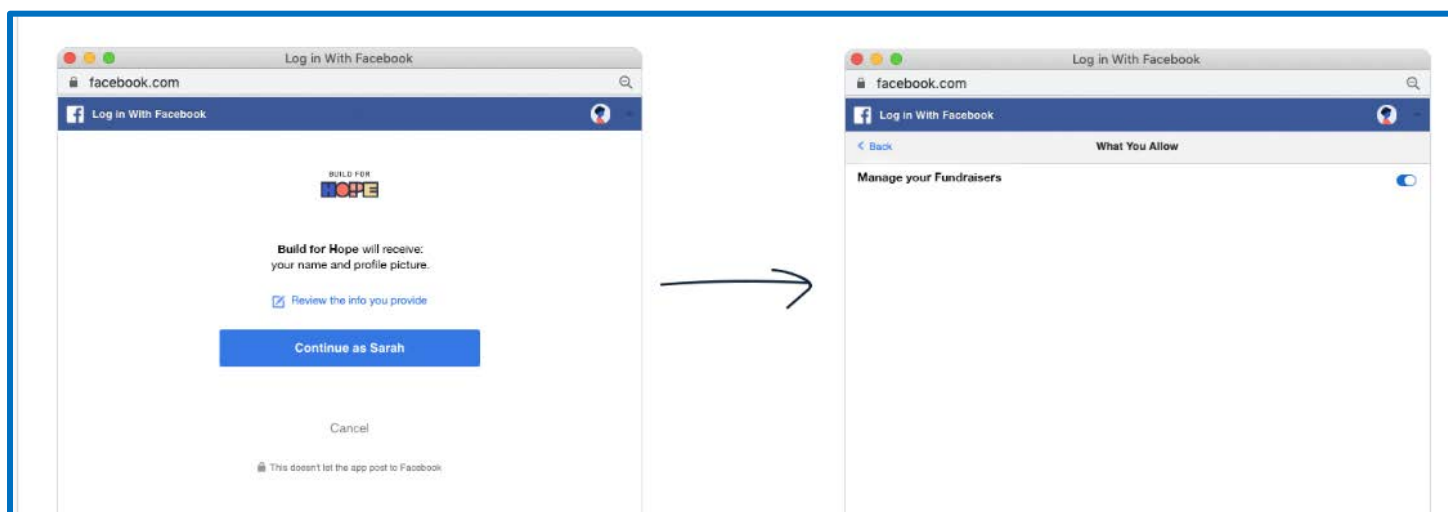 Log in With Facebook
facebook.com
Log in With Facebook
BUILD FOR
HOPE
Build for Hope will receive:
your name and profile picture.
Review the info you provide
Continue as Sarah
Cancel
This doesn't let the app post to Facebook
Log in With Facebook
facebook.com
Log in With Facebook
Back
What You Allow
Manage your Fundraisers